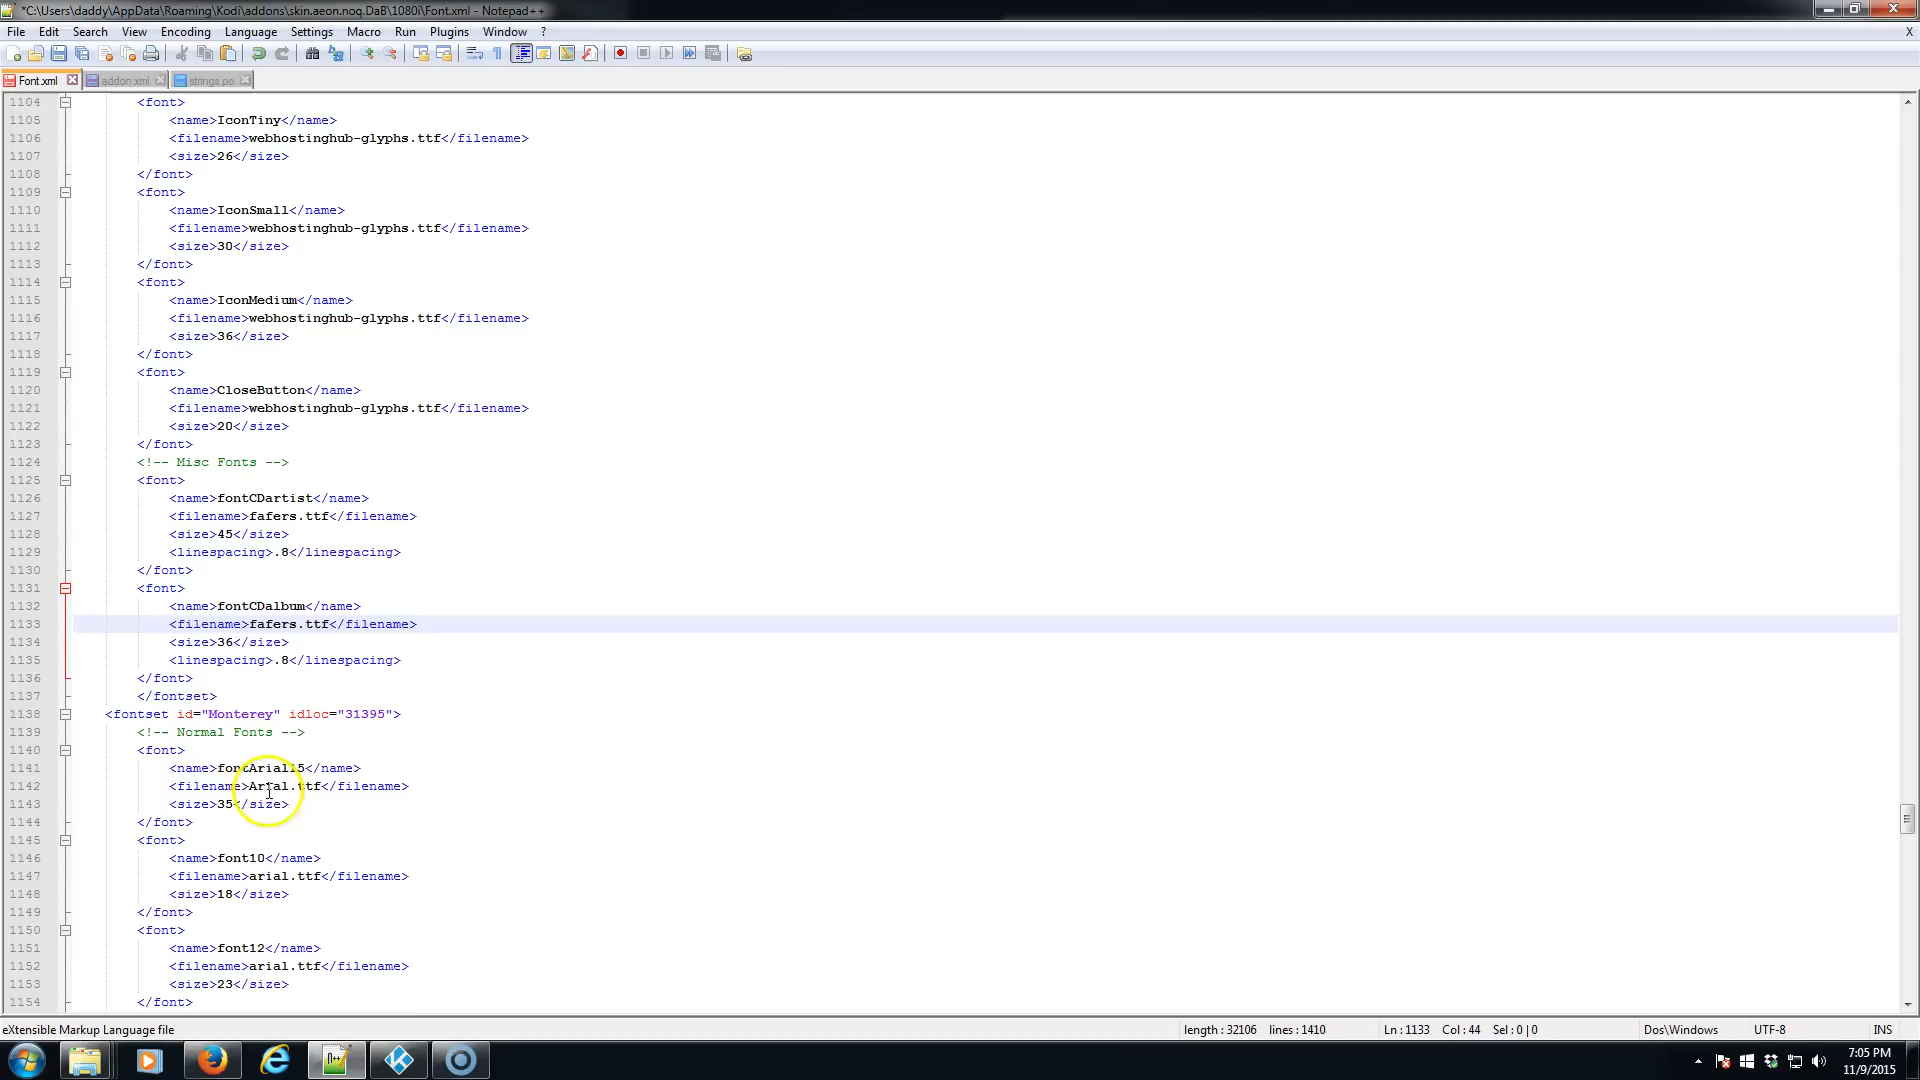 *C:\Users\daddy\AppData\Roaming\Kodi\addons\skin.aeon.noq.DaB\1080i\Font.xml - Notepad++
File Edit Search View Encoding Language Settings Macro Run Plugins Window ? X
Font.xml addon.xml strings.po
1104 <font>
1105 <name>IconTiny</name>
1106 <filename>webhostinghub-glyphs.ttf</filename>
1107 <size>26</size>
1108 </font>
1109 <font>
1110 <name>IconSmall</name>
1111 <filename>webhostinghub-glyphs.ttf</filename>
1112 <size>30</size>
1113 </font>
1114 <font>
1115 <name>IconMedium</name>
1116 <filename>webhostinghub-glyphs.ttf</filename>
1117 <size>36</size>
1118 </font>
1119 <font>
1120 <name>CloseButton</name>
1121 <filename>webhostinghub-glyphs.ttf</filename>
1122 <size>20</size>
1123 </font>
1124 <!-- Misc Fonts -->
1125 <font>
1126 <name>fontCDartist</name>
1127 <filename>fafers.ttf</filename>
1128 <size>45</size>
1129 <linespacing>.8</linespacing>
1130 </font>
1131 <font>
1132 <name>fontCDalbum</name>
1133 <filename>fafers.ttf</filename>
1134 <size>36</size>
1135 <linespacing>.8</linespacing>
1136 </font>
1137 </fontset>
1138 <fontset id="Monterey" idloc="31395">
1139 <!-- Normal Fonts -->
1140 <font>
1141 <name>fontArial15</name>
1142 <filename>Arial.ttf</filename>
1143 <size>35</size>
1144 </font>
1145 <font>
1146 <name>font10</name>
1147 <filename>arial.ttf</filename>
1148 <size>18</size>
1149 </font>
1150 <font>
1151 <name>font12</name>
1152 <filename>arial.ttf</filename>
1153 <size>23</size>
1154 </font>
eXtensible Markup Language file length : 32106 lines : 1410 Ln : 1133 Col : 44 Sel : 0 | 0 Dos\Windows UTF-8 INS
7:05 PM
11/9/2015